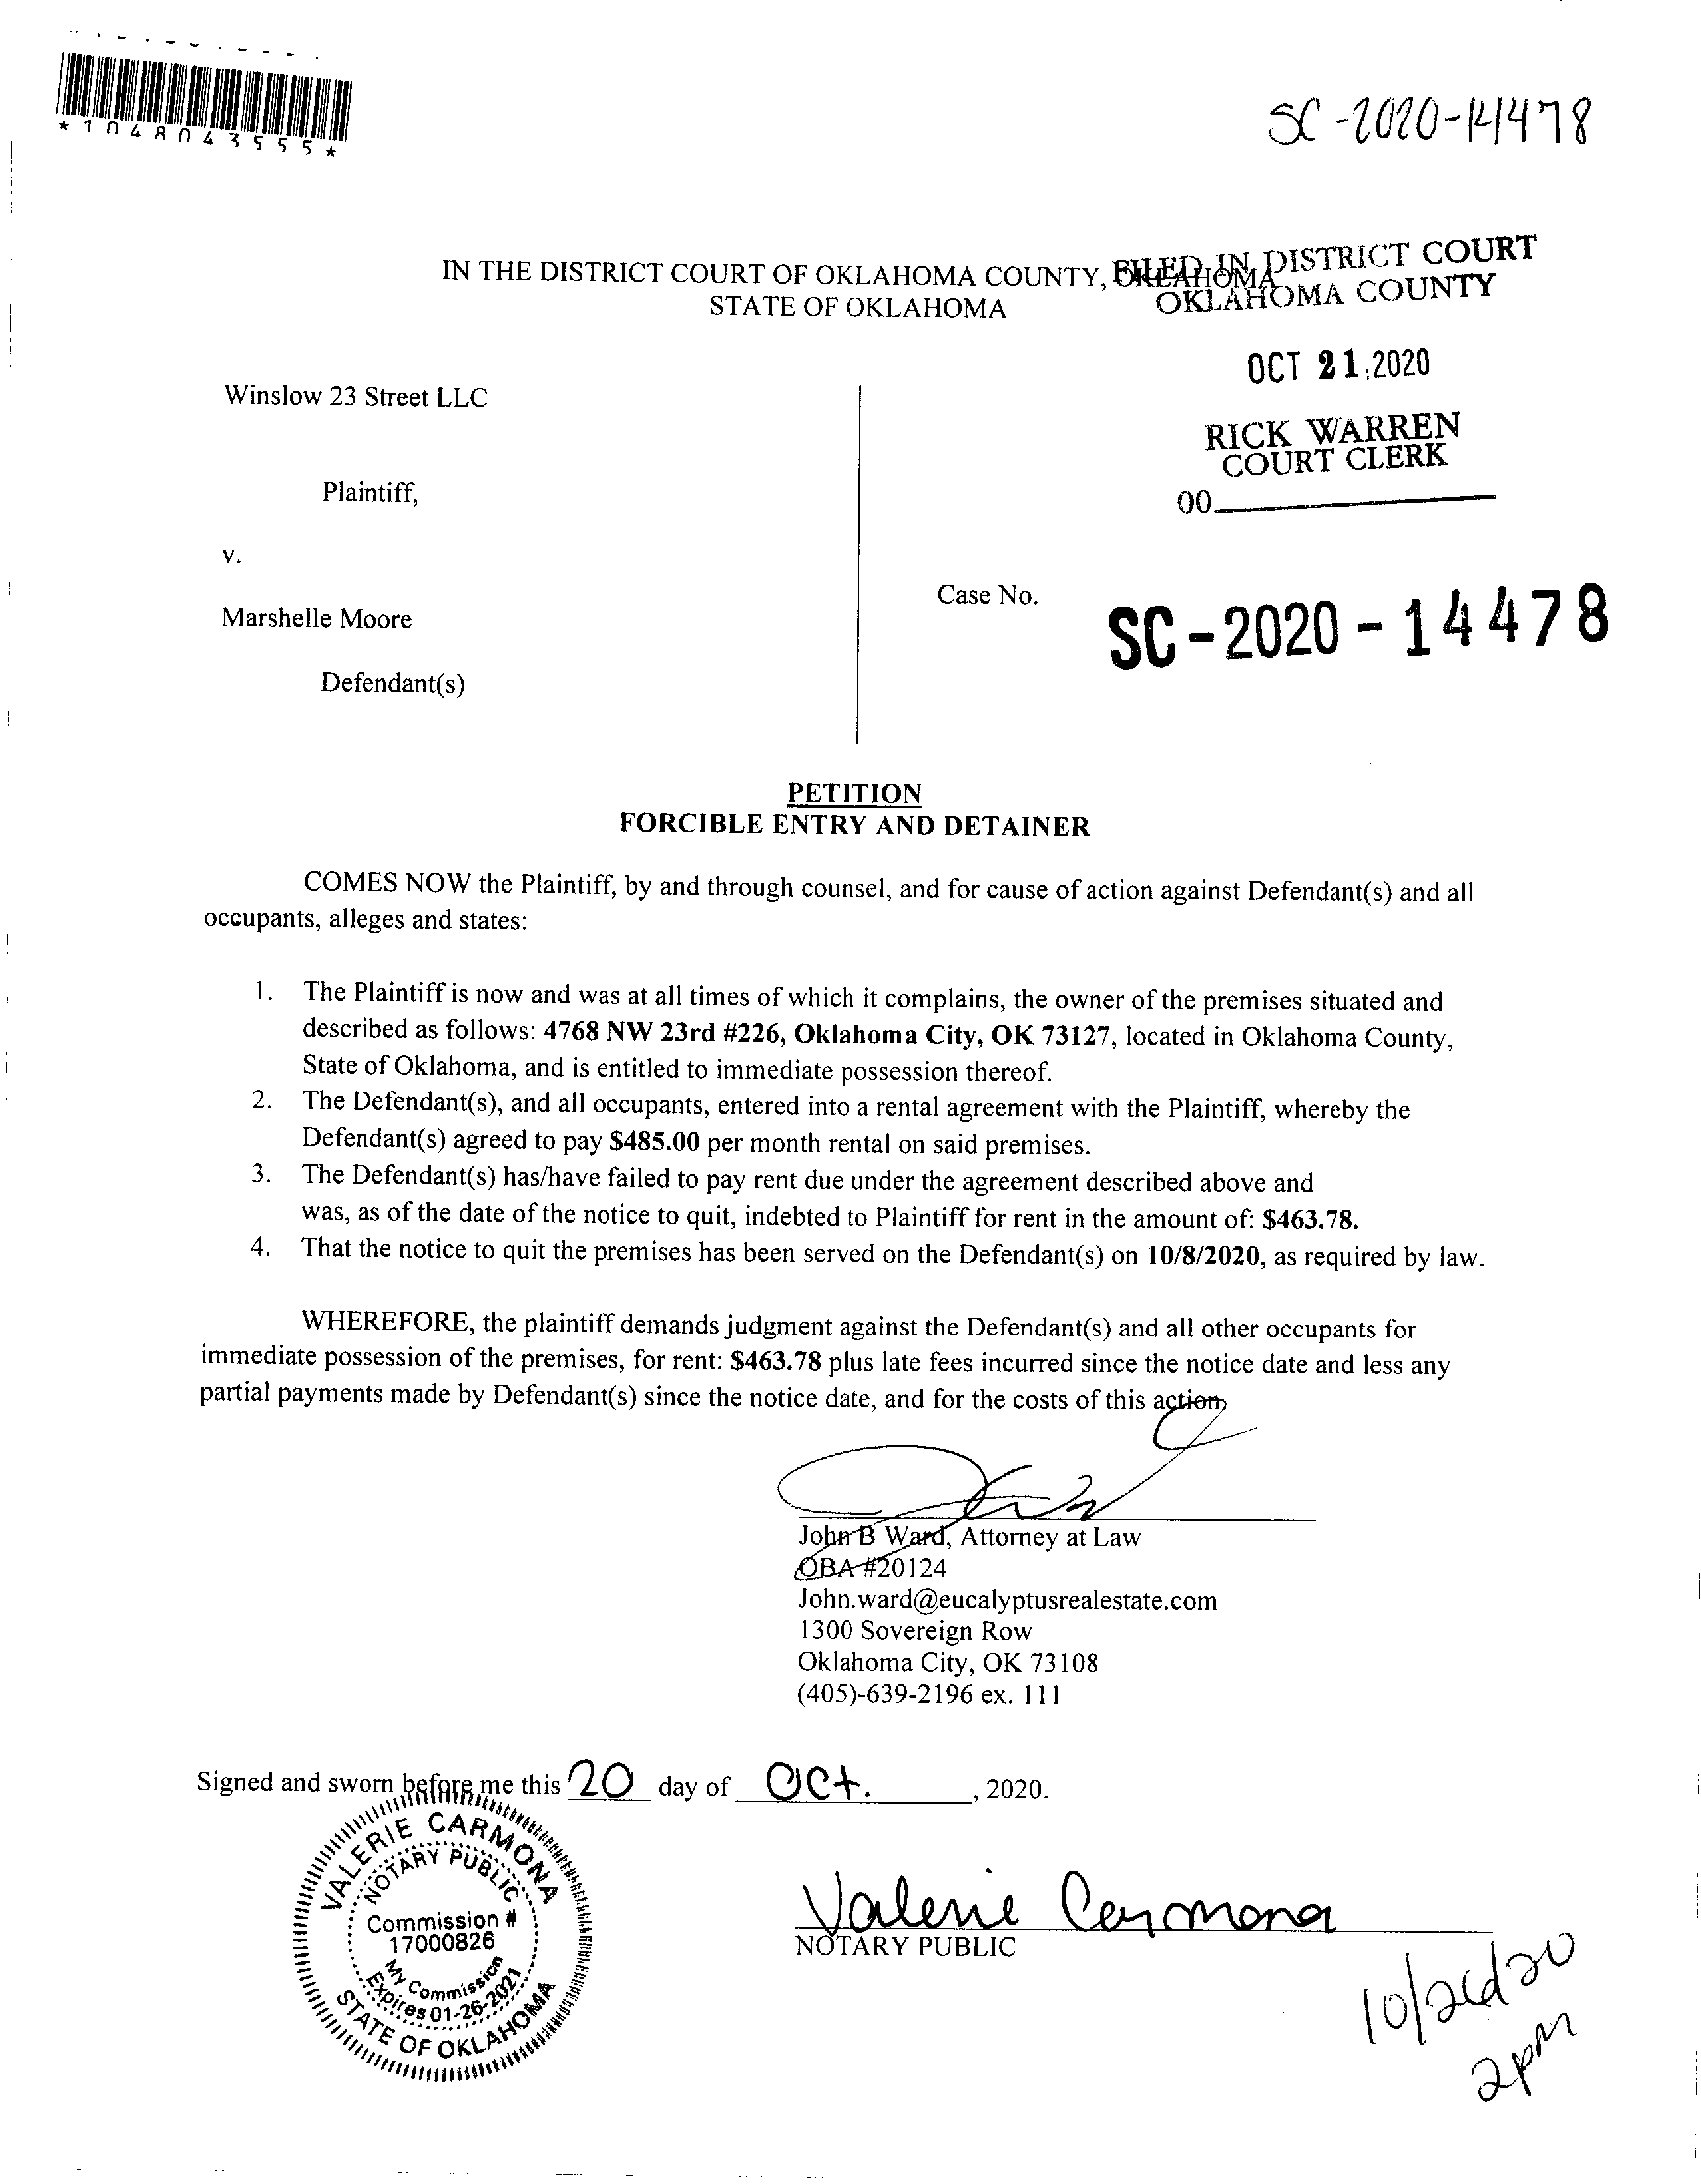 *1048043555*
SC-2020-14478
IN THE DISTRICT COURT OF OKLAHOMA COUNTY, OKLAHOMA
STATE OF OKLAHOMA
FILED IN DISTRICT COURT
OKLAHOMA COUNTY
OCT 21 2020
RICK WARREN
COURT CLERK
00
Winslow 23 Street LLC
Plaintiff,
v.
Marshelle Moore
Defendant(s)
Case No.
SC-2020-14478
PETITION
FORCIBLE ENTRY AND DETAINER
COMES NOW the Plaintiff, by and through counsel, and for cause of action against Defendant(s) and all
occupants, alleges and states:
1. The Plaintiff is now and was at all times of which it complains, the owner of the premises situated and
described as follows: 4768 NW 23rd #226, Oklahoma City, OK 73127, located in Oklahoma County,
State of Oklahoma, and is entitled to immediate possession thereof.
2. The Defendant(s), and all occupants, entered into a rental agreement with the Plaintiff, whereby the
Defendant(s) agreed to pay $485.00 per month rental on said premises.
3. The Defendant(s) has/have failed to pay rent due under the agreement described above and
was, as of the date of the notice to quit, indebted to Plaintiff for rent in the amount of: $463.78.
4. That the notice to quit the premises has been served on the Defendant(s) on 10/8/2020, as required by law.
WHEREFORE, the plaintiff demands judgment against the Defendant(s) and all other occupants for
immediate possession of the premises, for rent: $463.78 plus late fees incurred since the notice date and less any
partial payments made by Defendant(s) since the notice date, and for the costs of this action
John B Ward, Attorney at Law
OBA #20124
John.ward@eucalyptusrealestate.com
1300 Sovereign Row
Oklahoma City, OK 73108
(405)-639-2196 ex. 111
Signed and sworn before me this 20 day of Oct. , 2020.
VALERIE CARMONA
NOTARY PUBLIC
Commission #
17000826
My Commission
Expires 01-26-2021
STATE OF OKLAHOMA
Valerie Carmona
NOTARY PUBLIC
2pm